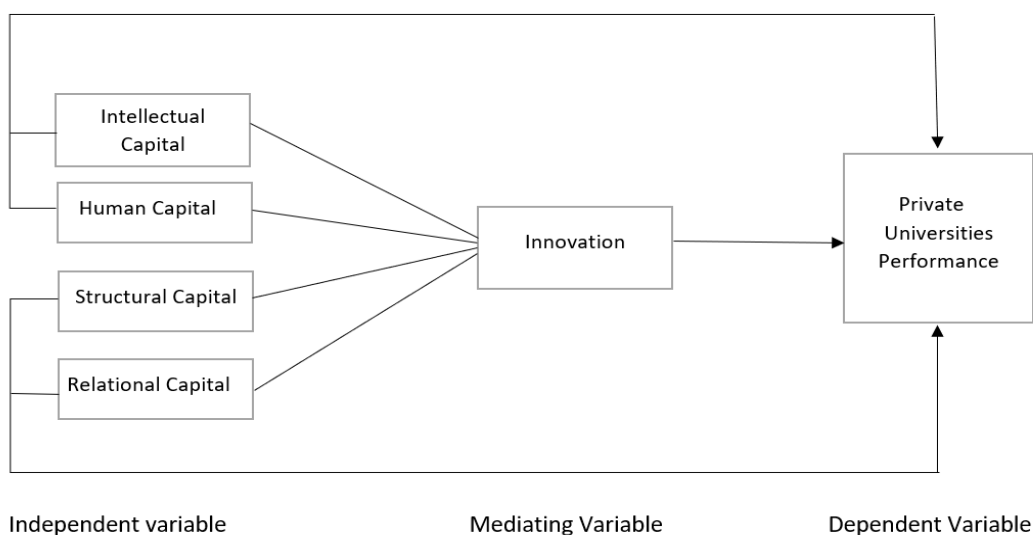 Intellectual
Capital
Human Capital
Structural Capital
Relational Capital
Innovation
Private
Universities
Performance
Independent variable
Mediating Variable
Dependent Variable